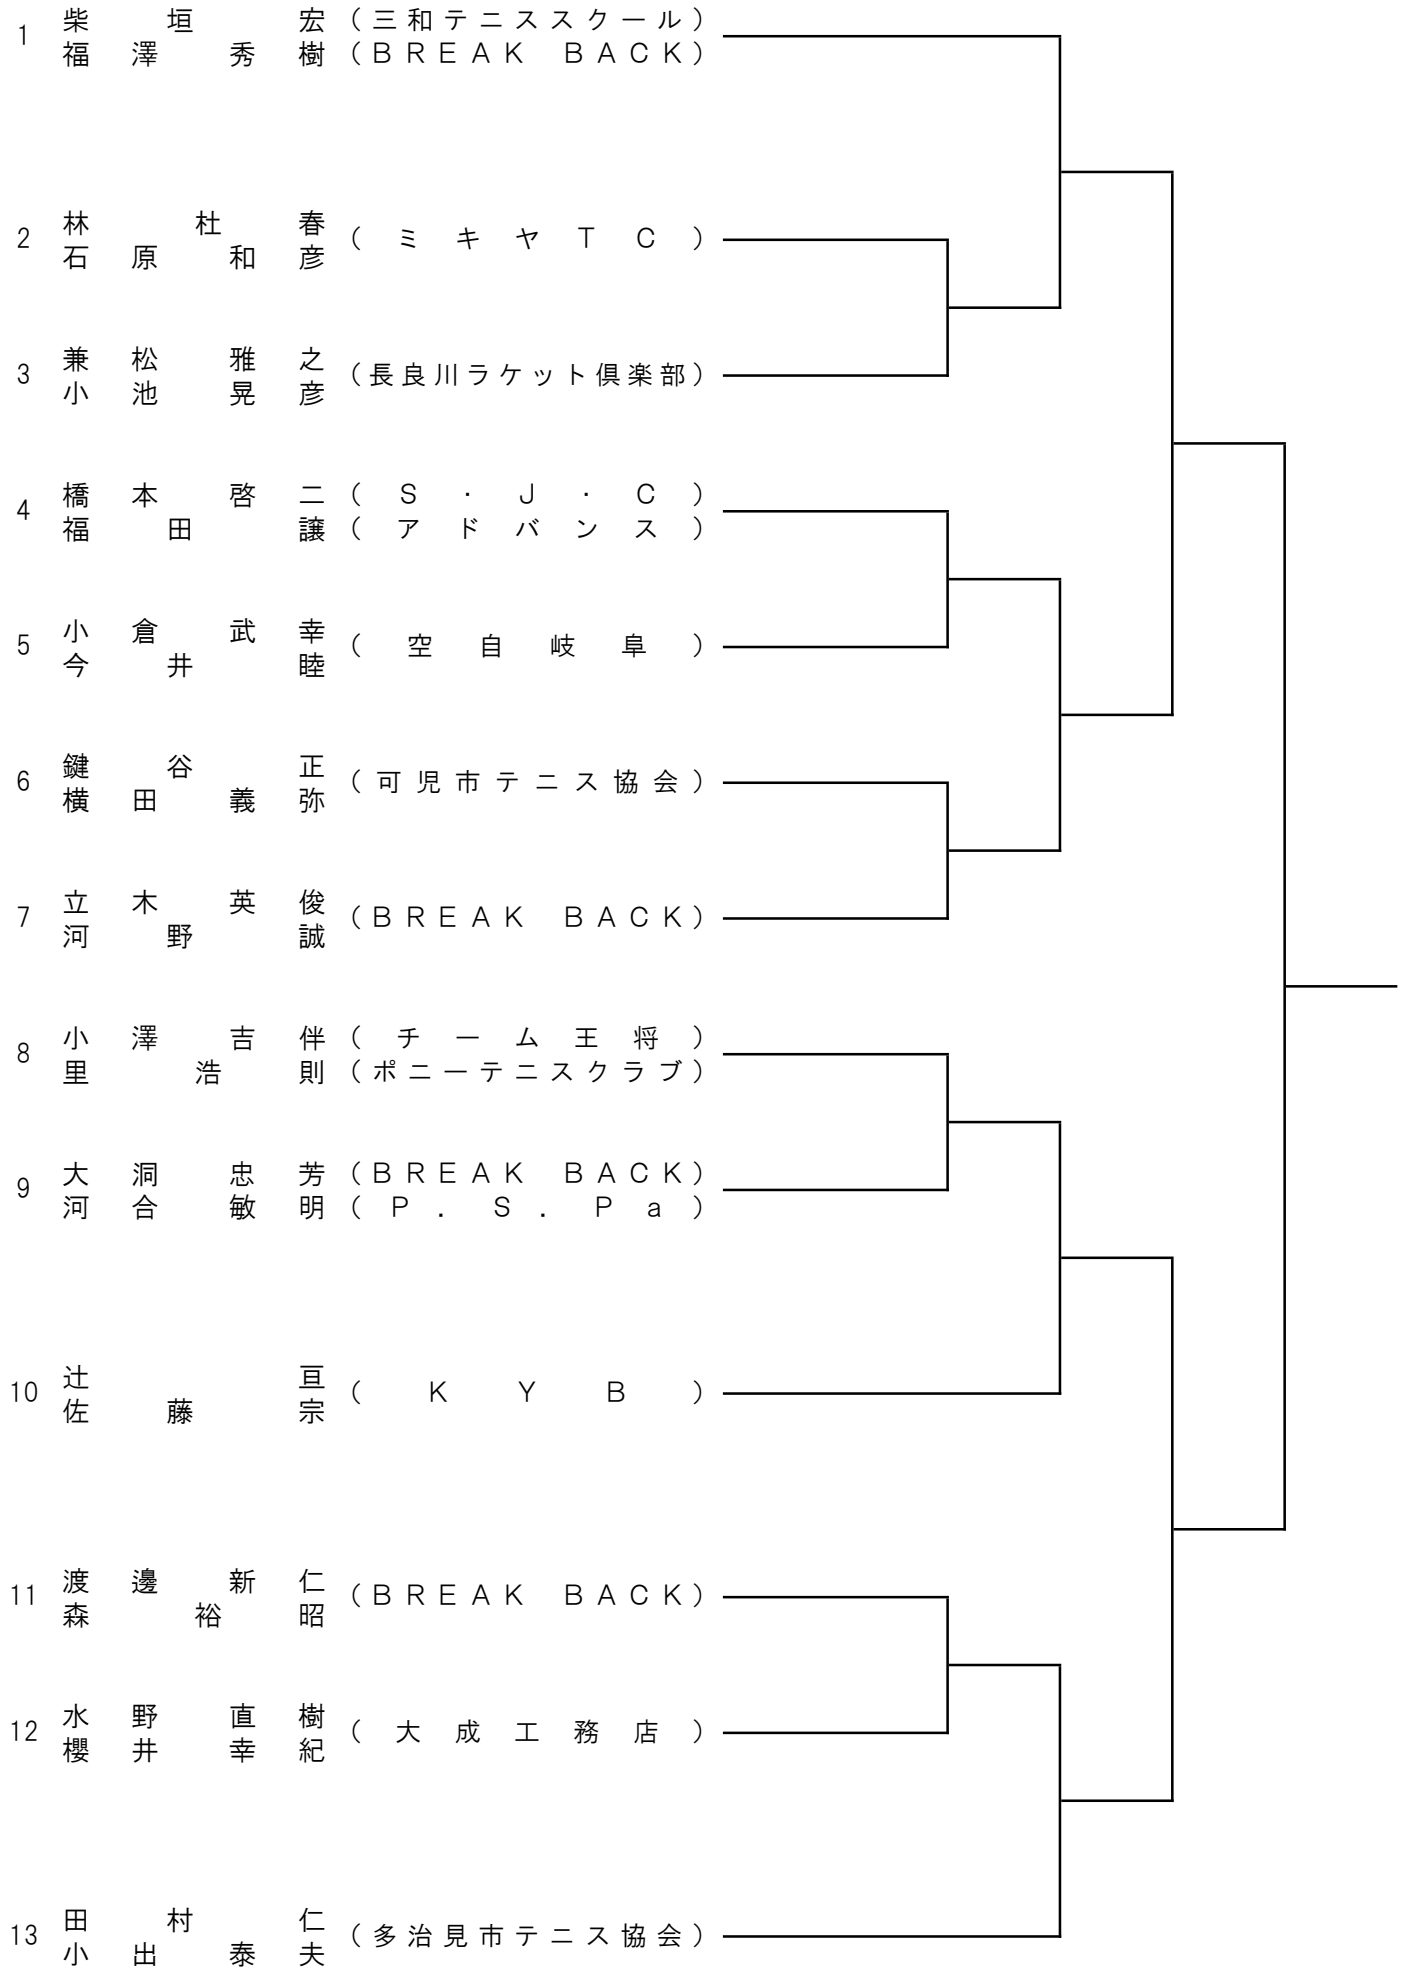 1 柴垣宏 (三和テニススクール)
福澤秀樹 (BREAK BACK)
2 林杜春 (ミキヤTC)
石原和彦
3 兼松雅之 (長良川ラケット倶楽部)
小池晃彦
4 橋本啓二 (S・J・C)
福田譲 (アドバンス)
5 小倉武幸 (空自岐阜)
今井睦
6 鍵谷正 (可児市テニス協会)
横田義弥
7 立木英俊 (BREAK BACK)
河野誠
8 小澤吉伴 (チーム王将)
里浩則 (ポニーテニスクラブ)
9 大洞忠芳 (BREAK BACK)
河合敏明 (P.S.Pa)
10 辻亘 (KYB)
佐藤宗
11 渡邊新仁 (BREAK BACK)
森裕昭
12 水野直樹 (大成工務店)
櫻井幸紀
13 田村仁 (多治見市テニス協会)
小出泰夫